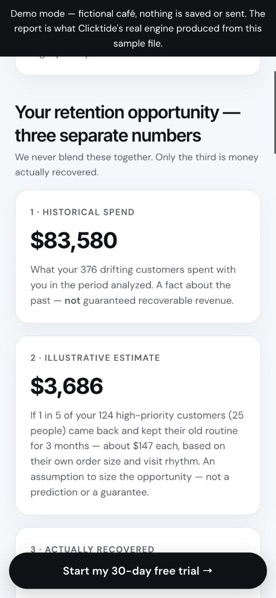 Demo mode — fictional café, nothing is saved or sent. The
report is what Clicktide's real engine produced from this
sample file.
Your retention opportunity —
three separate numbers
We never blend these together. Only the third is money
actually recovered.
1 · HISTORICAL SPEND
$83,580
What your 376 drifting customers spent with
you in the period analyzed. A fact about the
past — not guaranteed recoverable revenue.
2 · ILLUSTRATIVE ESTIMATE
$3,686
If 1 in 5 of your 124 high-priority customers (25
people) came back and kept their old routine
for 3 months — about $147 each, based on
their own order size and visit rhythm. An
assumption to size the opportunity — not a
prediction or a guarantee.
3 · ACTUALLY RECOVERED
Start my 30-day free trial →